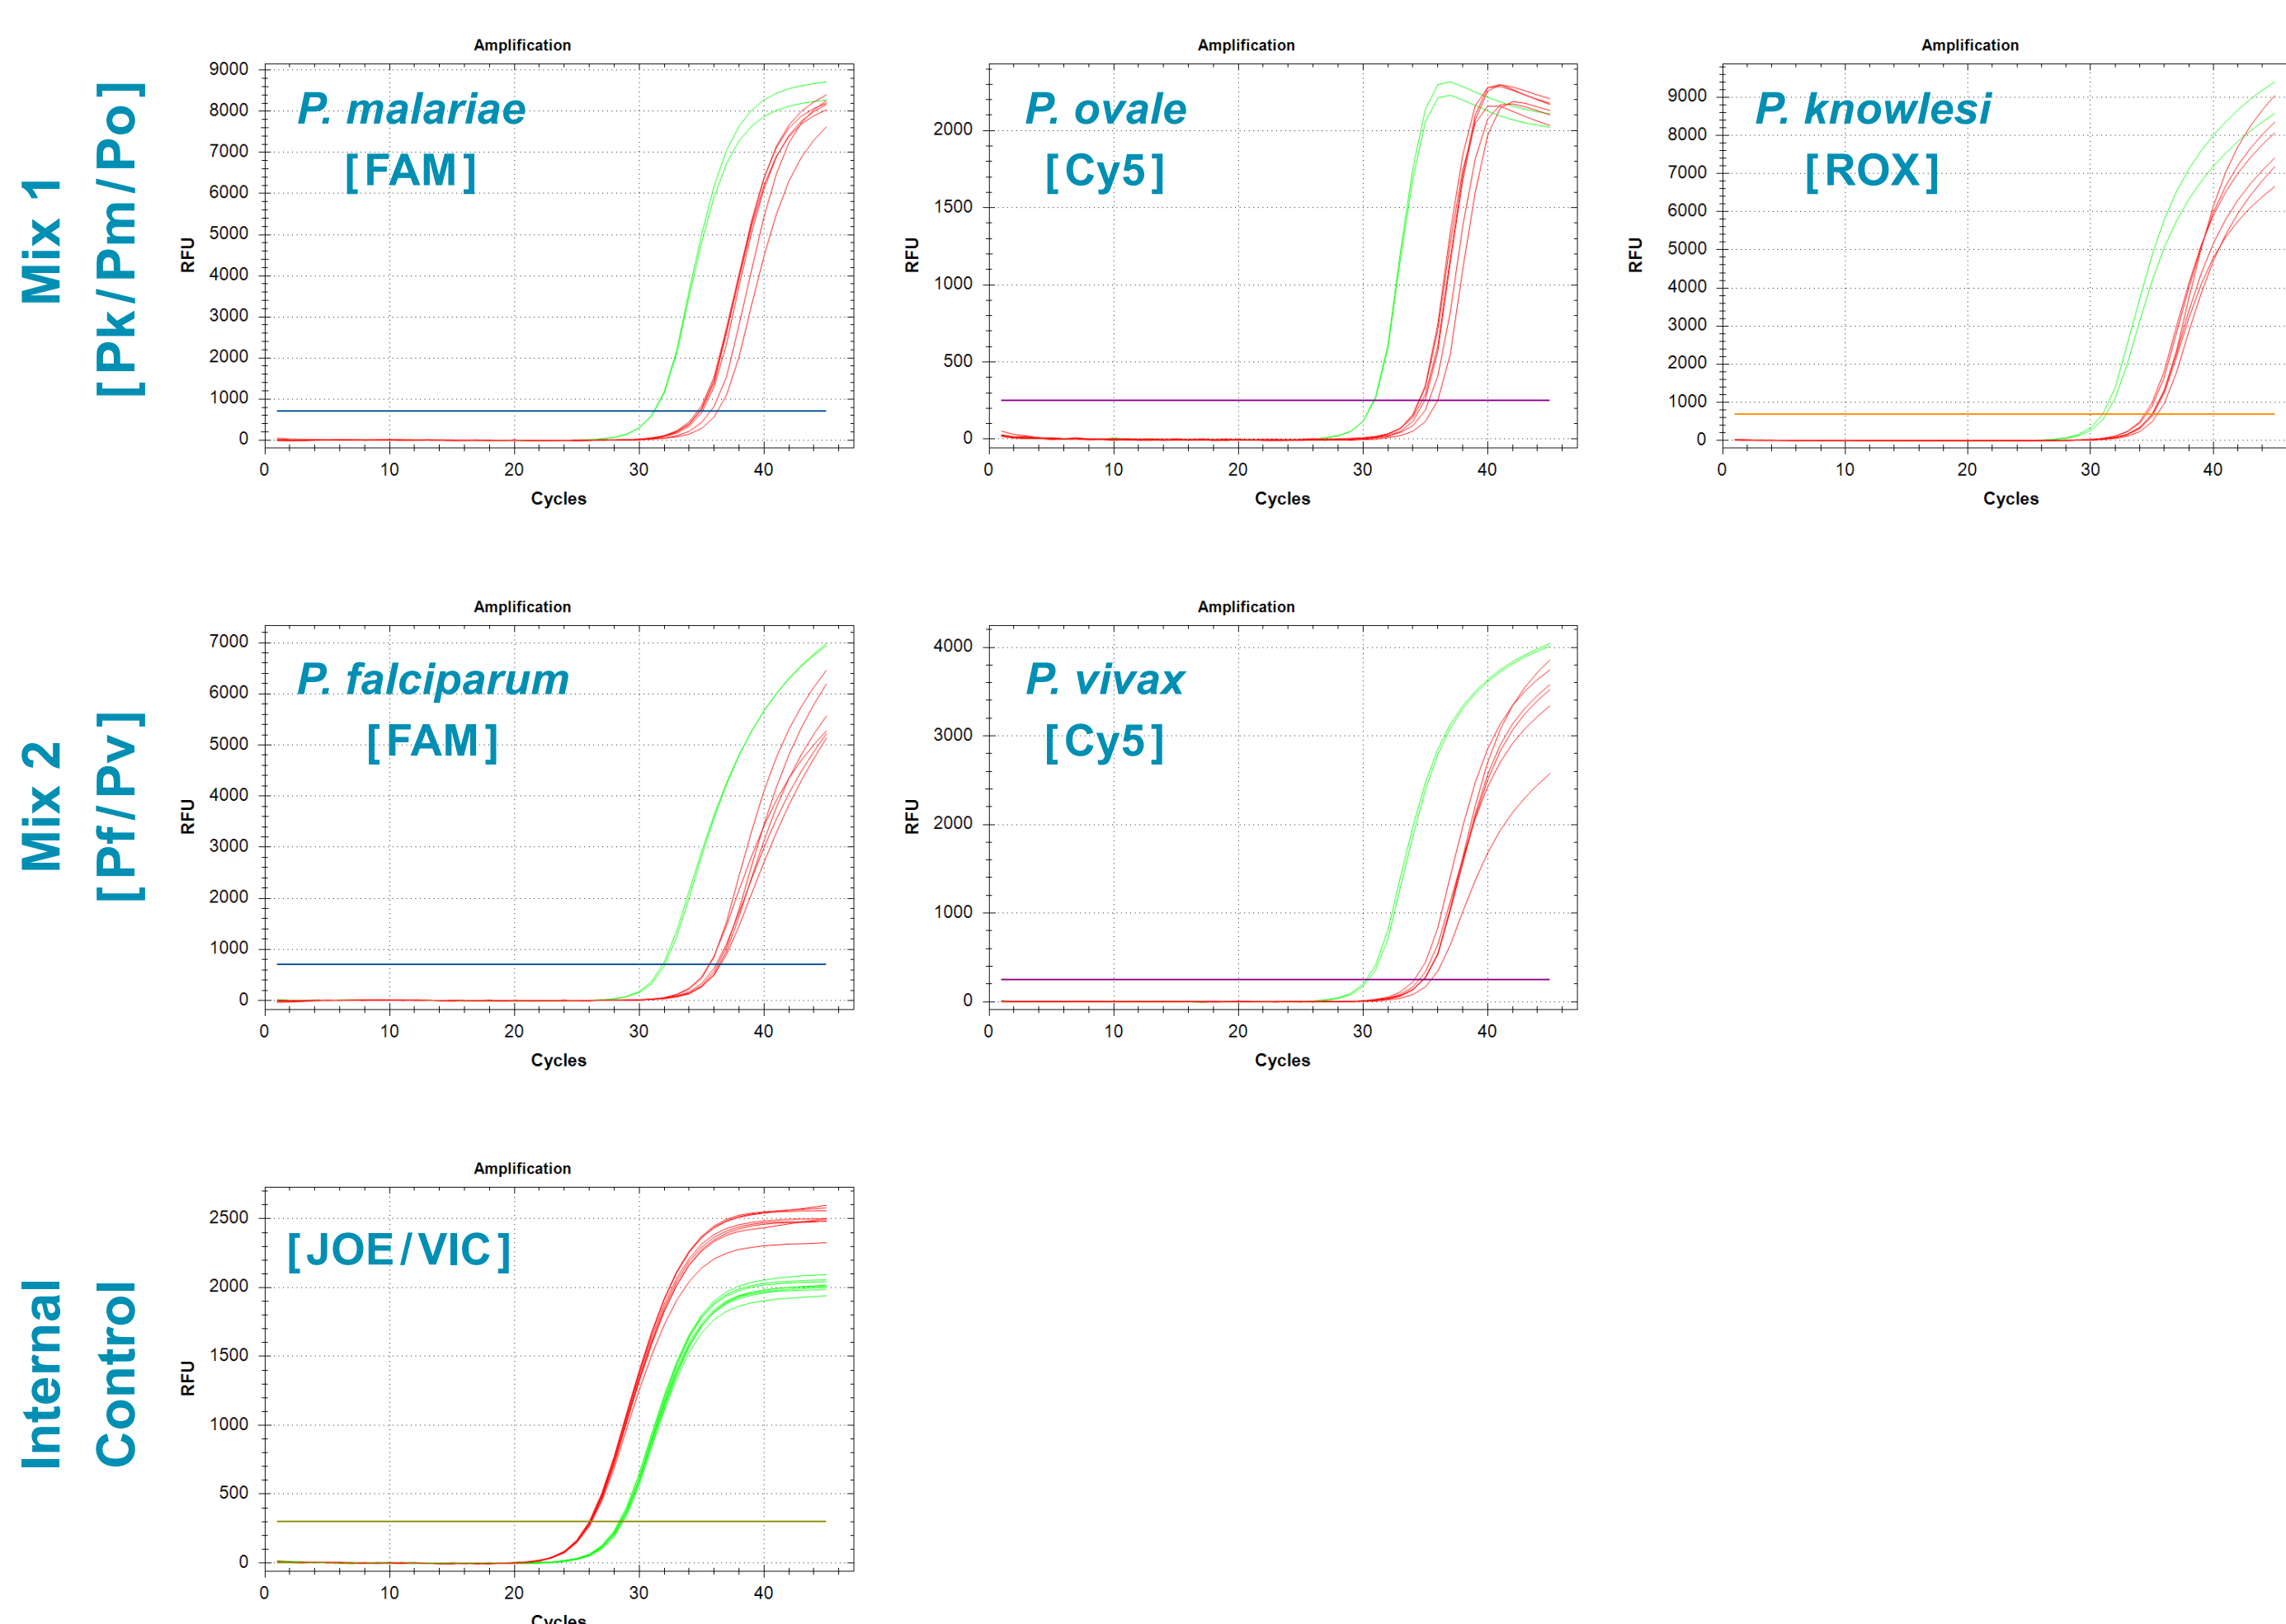 Mix 1
[Pk/Pm/Po]
Amplification
P. malariae
[FAM]
RFU
9000
8000
7000
6000
5000
4000
3000
2000
1000
0
0 10 20 30 40
Cycles
Amplification
P. ovale
[Cy5]
RFU
2000
1500
1000
500
0
0 10 20 30 40
Cycles
Amplification
P. knowlesi
[ROX]
RFU
9000
8000
7000
6000
5000
4000
3000
2000
1000
0
0 10 20 30 40
Cycles
Mix 2
[Pf/Pv]
Amplification
P. falciparum
[FAM]
RFU
7000
6000
5000
4000
3000
2000
1000
0
0 10 20 30 40
Cycles
Amplification
P. vivax
[Cy5]
RFU
4000
3000
2000
1000
0
0 10 20 30 40
Cycles
Internal
Control
Amplification
[JOE/VIC]
RFU
2500
2000
1500
1000
500
0
0 10 20 30 40
Cycles